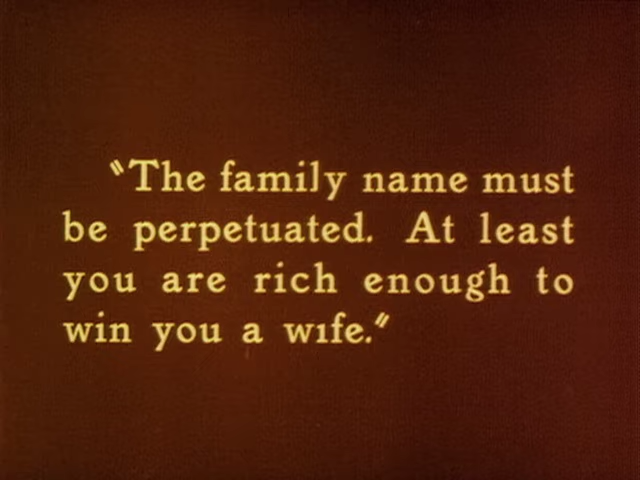 "The family name must
be perpetuated. At least
you are rich enough to
win you a wife."